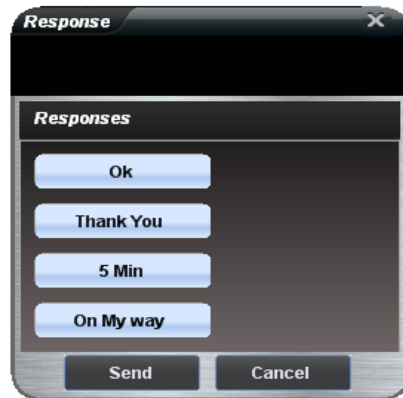 Response
Responses
Ok
Thank You
5 Min
On My way
Send Cancel